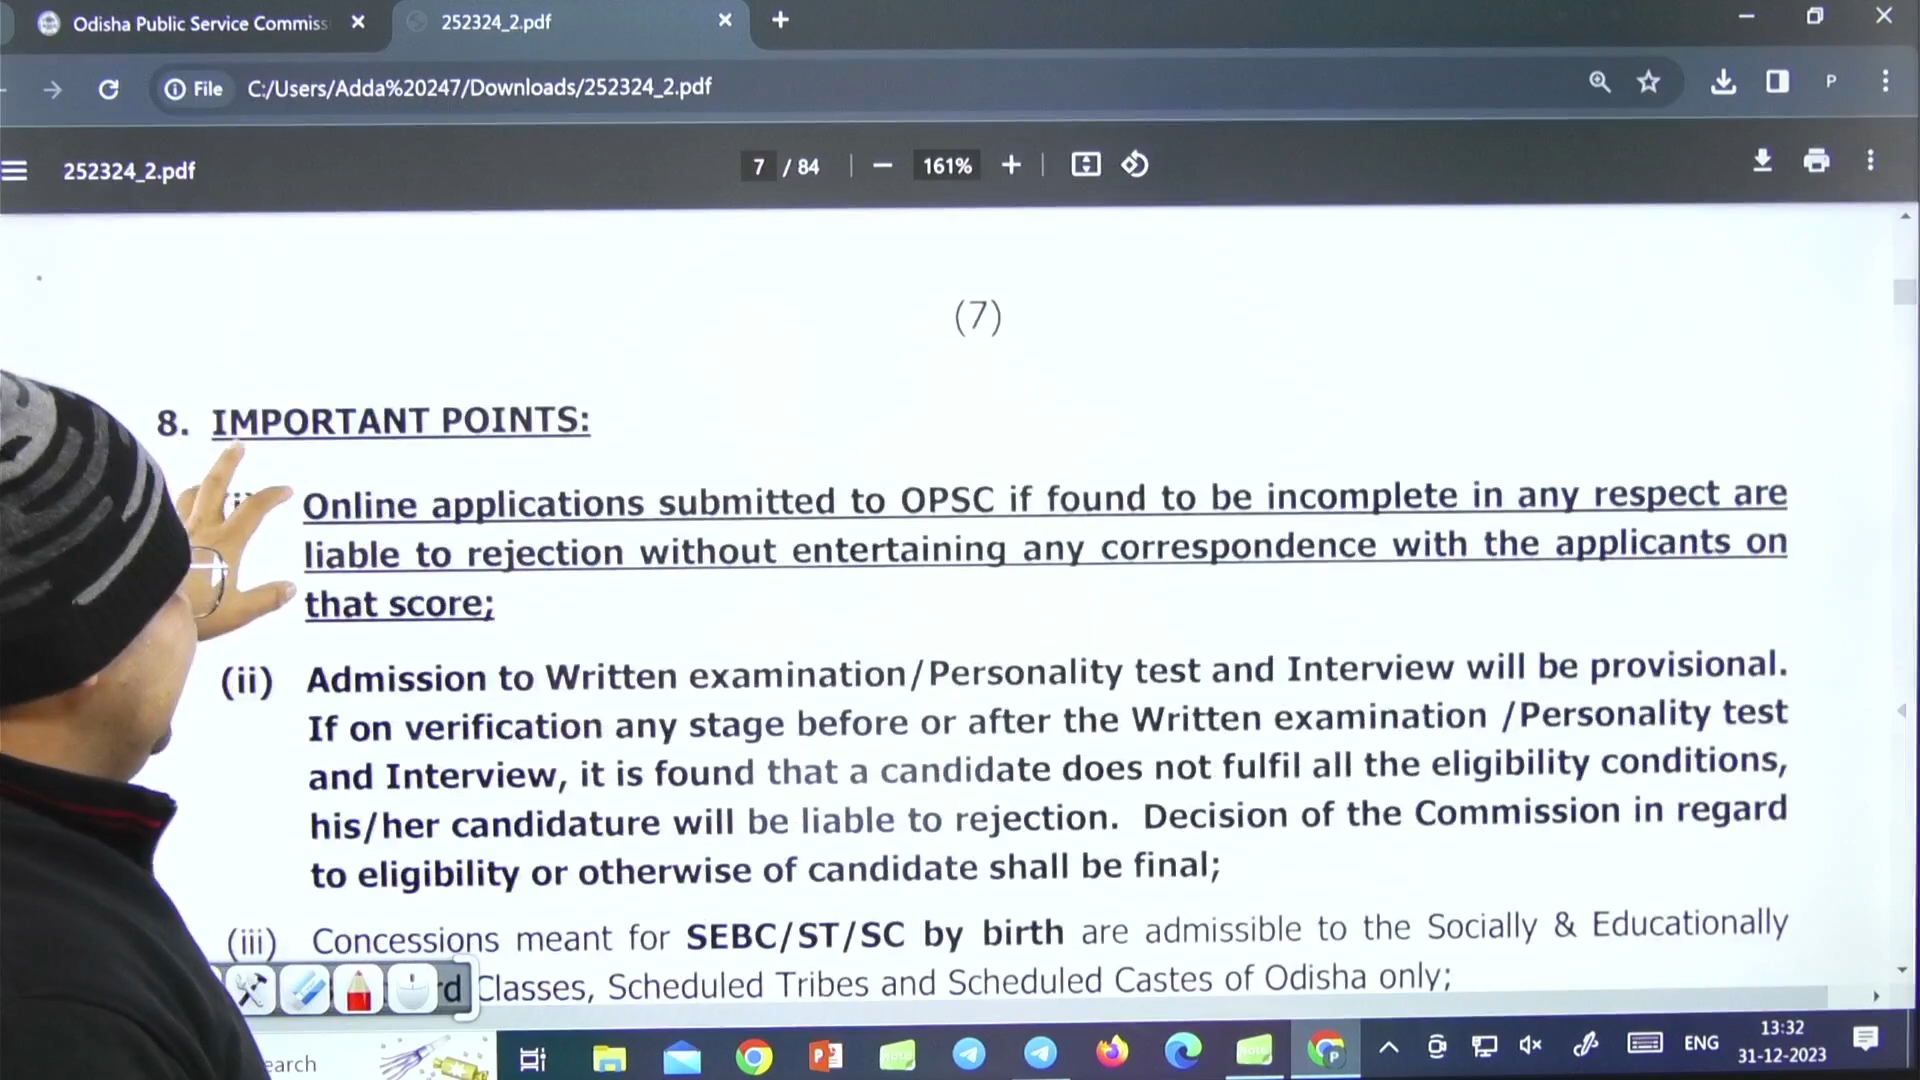 Odisha Public Service Commiss
252324_2.pdf
File
C:/Users/Adda%20247/Downloads/252324_2.pdf
P
252324_2.pdf
7 / 84
161%
(7)
8. IMPORTANT POINTS:
Online applications submitted to OPSC if found to be incomplete in any respect are
liable to rejection without entertaining any correspondence with the applicants on
that score;
(ii) Admission to Written examination/Personality test and Interview will be provisional.
If on verification any stage before or after the Written examination /Personality test
and Interview, it is found that a candidate does not fulfil all the eligibility conditions,
his/her candidature will be liable to rejection. Decision of the Commission in regard
to eligibility or otherwise of candidate shall be final;
(iii) Concessions meant for SEBC/ST/SC by birth are admissible to the Socially & Educationally
Classes, Scheduled Tribes and Scheduled Castes of Odisha only;
earch
ENG
13:32
31-12-2023